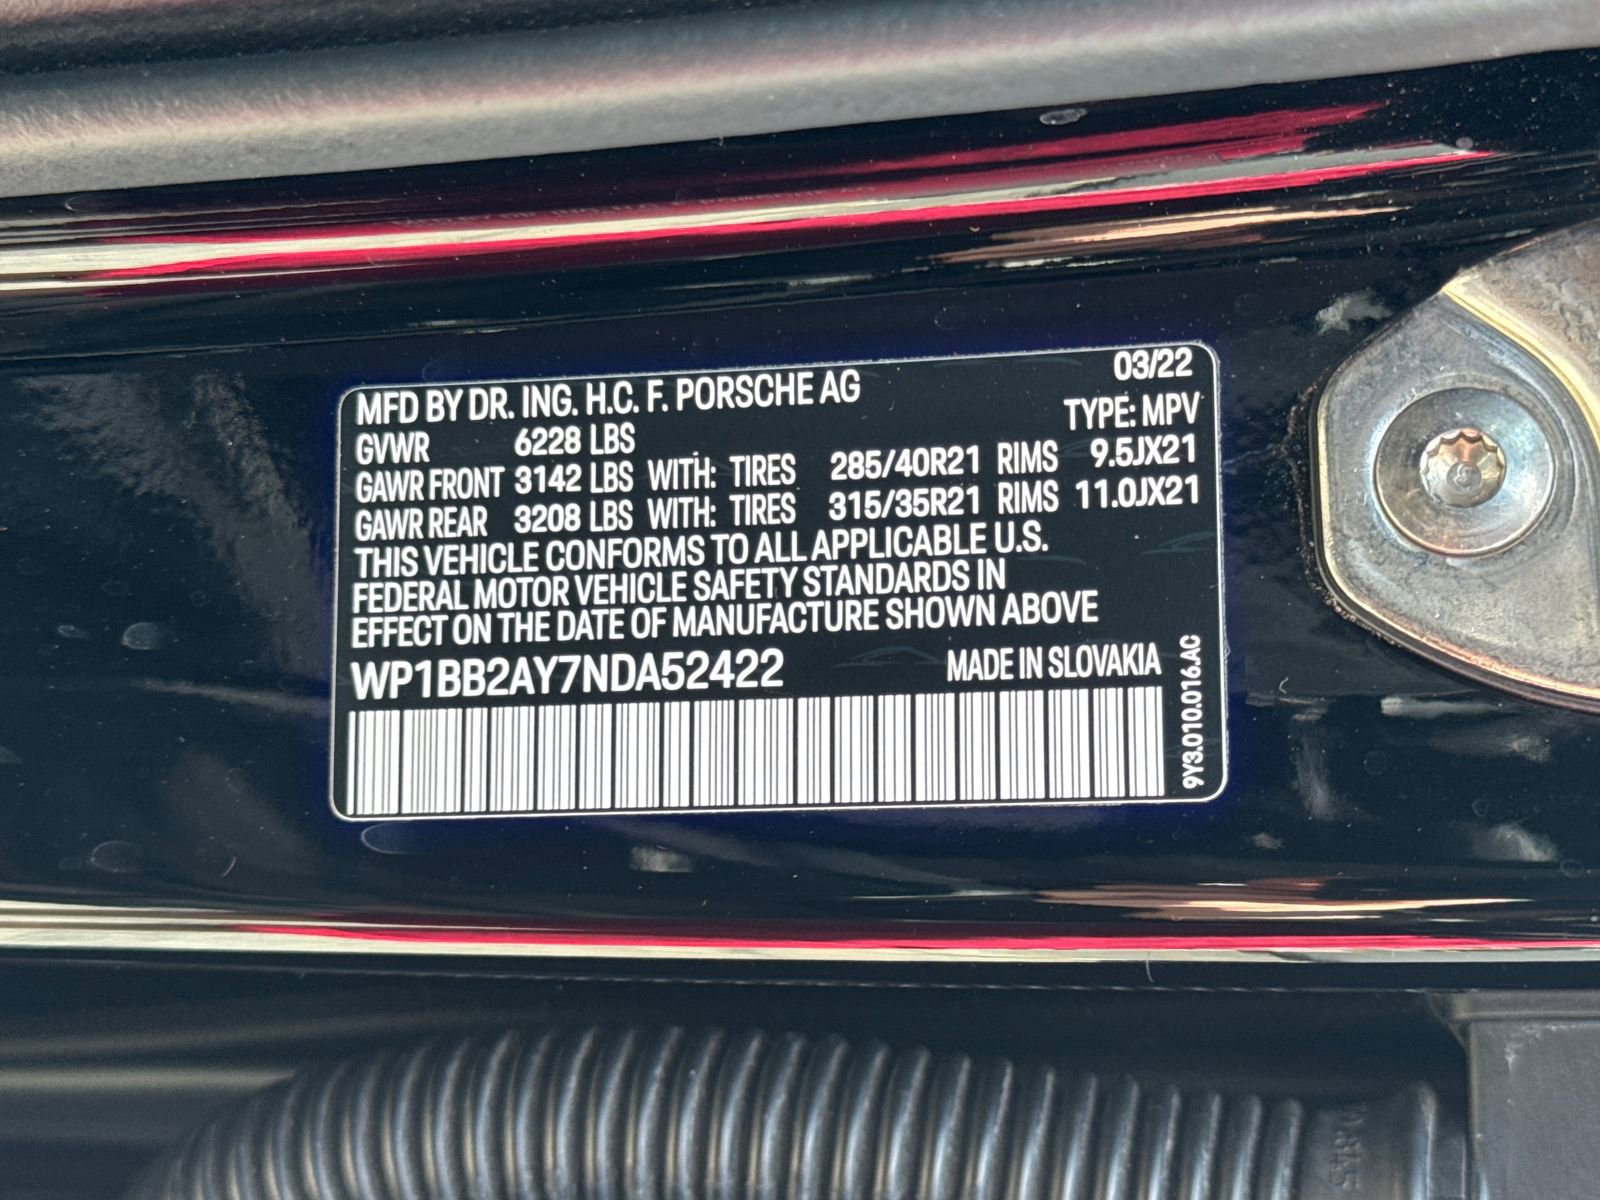 MFD BY DR. ING. H.C. F. PORSCHE AG 03/22
GVWR 6228 LBS TYPE: MPV
GAWR FRONT 3142 LBS WITH: TIRES 285/40R21 RIMS 9.5JX21
GAWR REAR 3208 LBS WITH: TIRES 315/35R21 RIMS 11.0JX21
THIS VEHICLE CONFORMS TO ALL APPLICABLE U.S.
FEDERAL MOTOR VEHICLE SAFETY STANDARDS IN
EFFECT ON THE DATE OF MANUFACTURE SHOWN ABOVE
WP1BB2AY7NDA52422 MADE IN SLOVAKIA
9Y3.010.016.AC